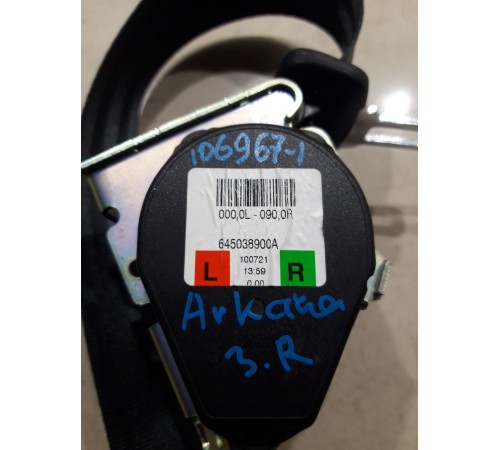 106967-1
000,0L - 090,0R
645038900A
L 100721 R
13:59
0.00
Arkana
3.R